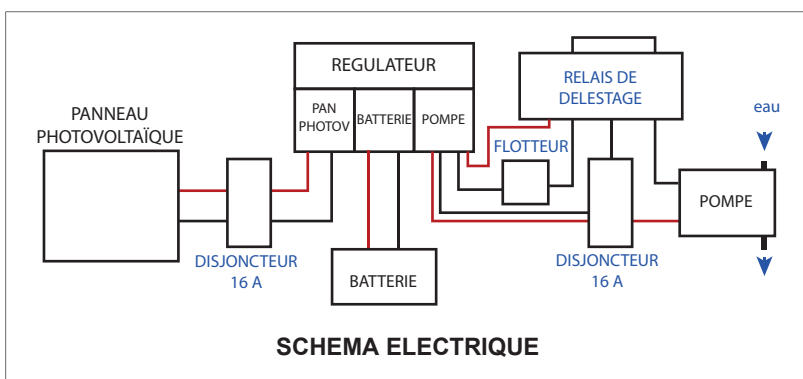 REGULATEUR
PAN
PHOTOV
BATTERIE
POMPE
RELAIS DE
DELESTAGE
PANNEAU
PHOTOVOLTAÏQUE
eau
FLOTTEUR
POMPE
DISJONCTEUR
16 A
BATTERIE
DISJONCTEUR
16 A
SCHEMA ELECTRIQUE